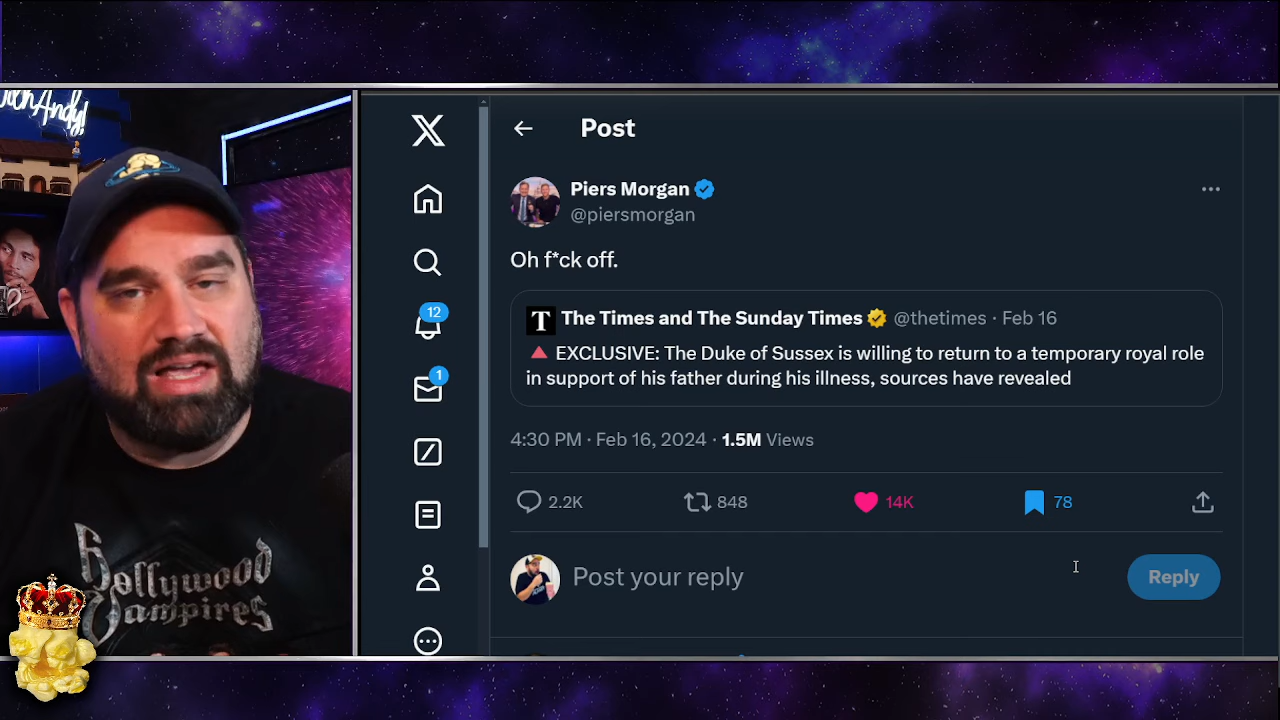 withAndy!
Hollywood
Vampires
Post
Piers Morgan
@piersmorgan
Oh f*ck off.
T The Times and The Sunday Times @thetimes · Feb 16
🔺 EXCLUSIVE: The Duke of Sussex is willing to return to a temporary royal role
in support of his father during his illness, sources have revealed
4:30 PM · Feb 16, 2024 · 1.5M Views
2.2K 848 14K 78
Post your reply Reply
12
1